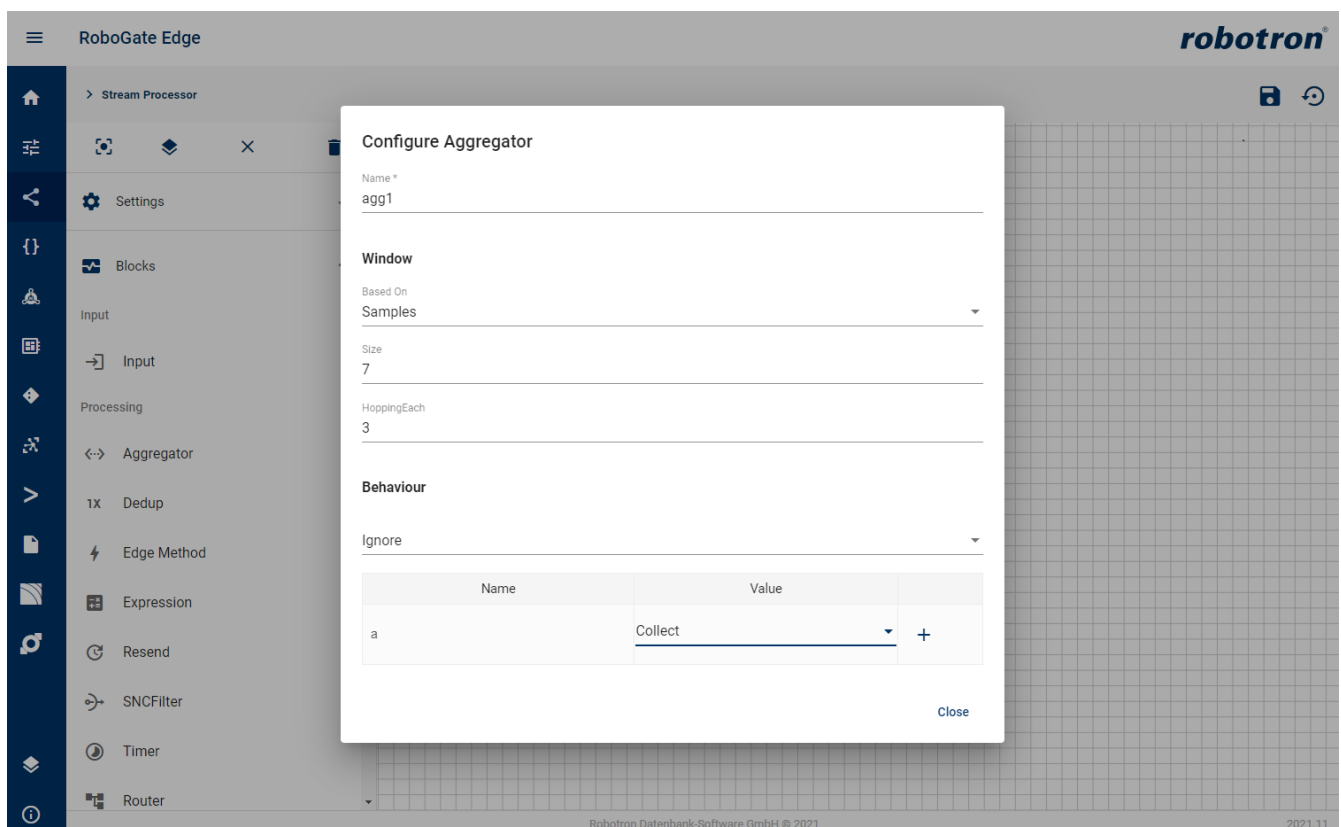 RoboGate Edge
robotron®
Stream Processor
Configure Aggregator
Name *
agg1
Settings
Window
Blocks
Based On
Samples
Input
Size
7
Input
HoppingEach
3
Processing
Aggregator
Behaviour
1X Dedup
Ignore
Edge Method
Name Value
Expression
a Collect +
Resend
SNCFilter
Close
Timer
Router
Robotron Datenbank-Software GmbH © 2021
2021.11